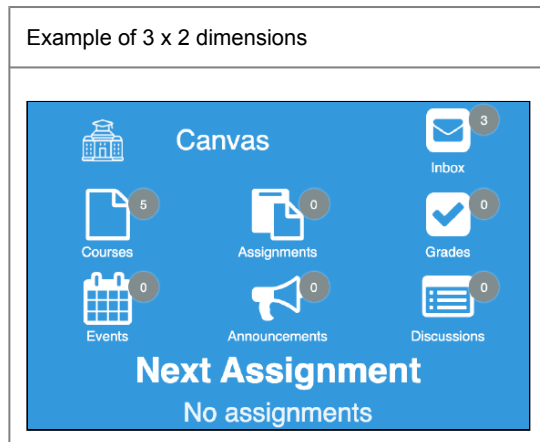 Example of 3 x 2 dimensions
Canvas
3
Inbox
5
Courses
0
Assignments
0
Grades
0
Events
0
Announcements
0
Discussions
Next Assignment
No assignments